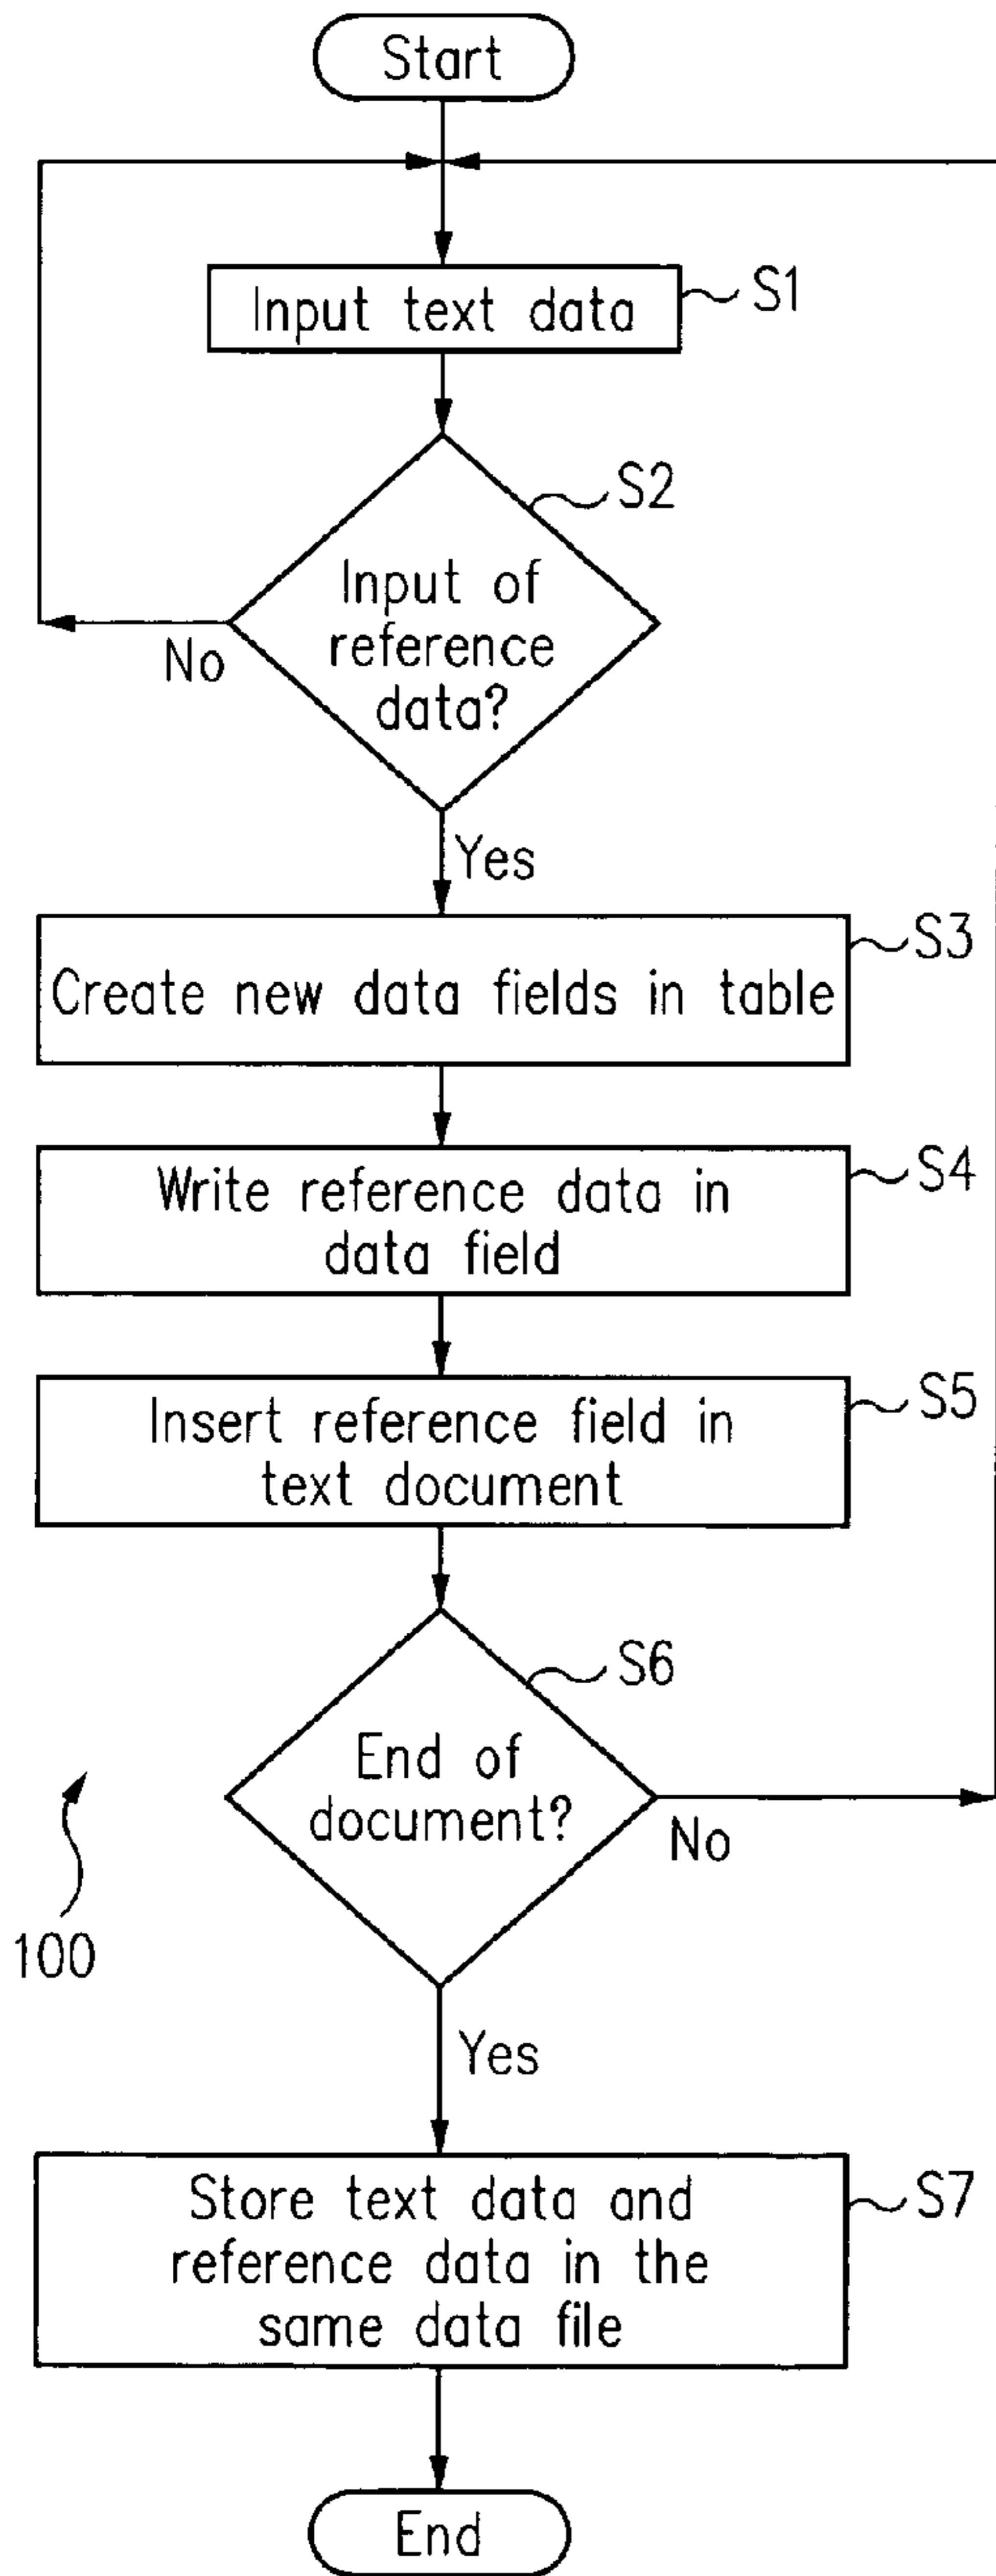 Start
Input text data
S1
S2
Input of
reference
data?
No
Yes
S3
Create new data fields in table
S4
Write reference data in
data field
S5
Insert reference field in
text document
S6
End of
document?
No
100
Yes
S7
Store text data and
reference data in the
same data file
End